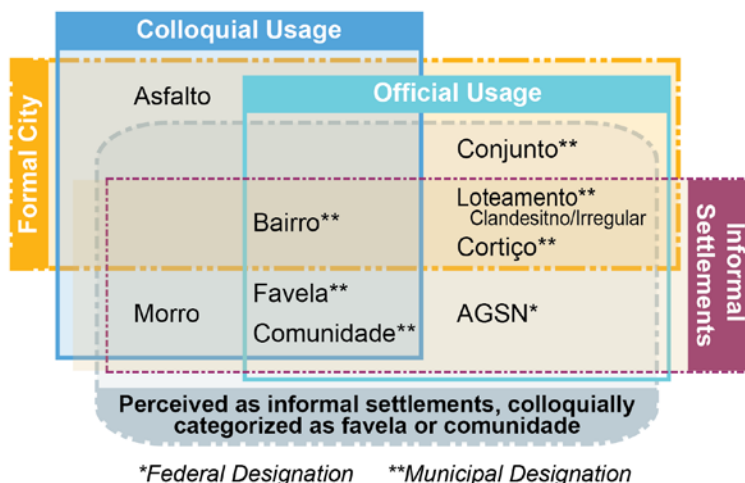 Colloquial Usage
Asfalto
Official Usage
Formal City
Conjunto**
Loteamento**
Clandesitno/Irregular
Bairro**
Cortiço**
Informal
Settlements
Favela**
Morro
AGSN*
Comunidade**
Perceived as informal settlements, colloquially
categorized as favela or comunidade
*Federal Designation **Municipal Designation